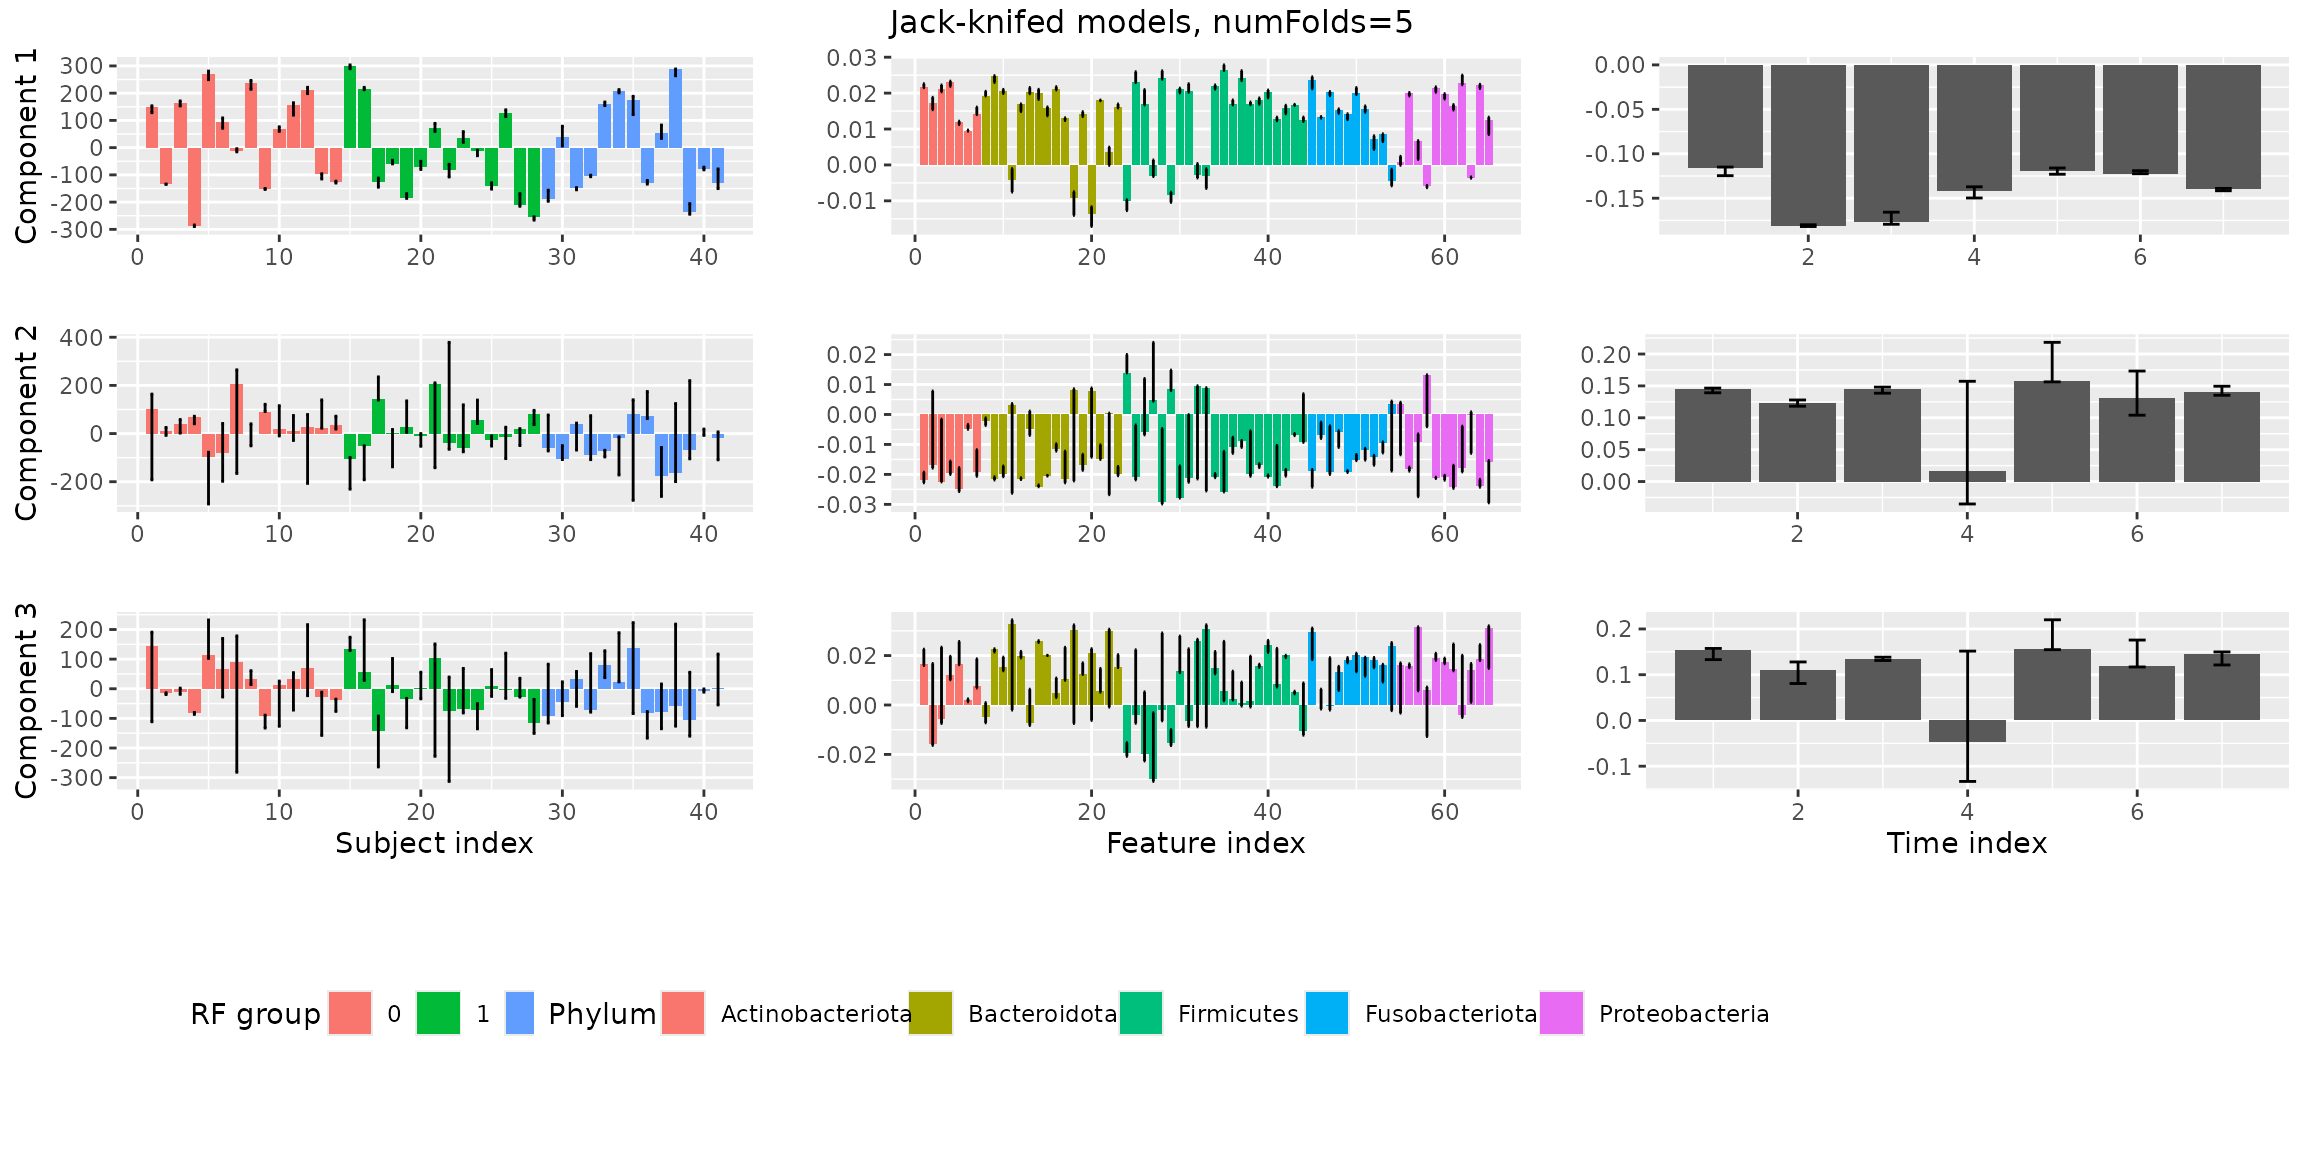 Jack-knifed models, numFolds=5
Component 1
300
200
100
0
-100
-200
-300
0 10 20 30 40
0.03
0.02
0.01
0.00
-0.01
0 20 40 60
0.00
-0.05
-0.10
-0.15
2 4 6
Component 2
400
200
0
-200
0 10 20 30 40
0.02
0.01
0.00
-0.01
-0.02
-0.03
0 20 40 60
0.20
0.15
0.10
0.05
0.00
2 4 6
Component 3
200
100
0
-100
-200
-300
0 10 20 30 40
Subject index
0.02
0.00
-0.02
0 20 40 60
Feature index
0.2
0.1
0.0
-0.1
2 4 6
Time index
RF group 0 1 Phylum Actinobacteriota Bacteroidota Firmicutes Fusobacteriota Proteobacteria